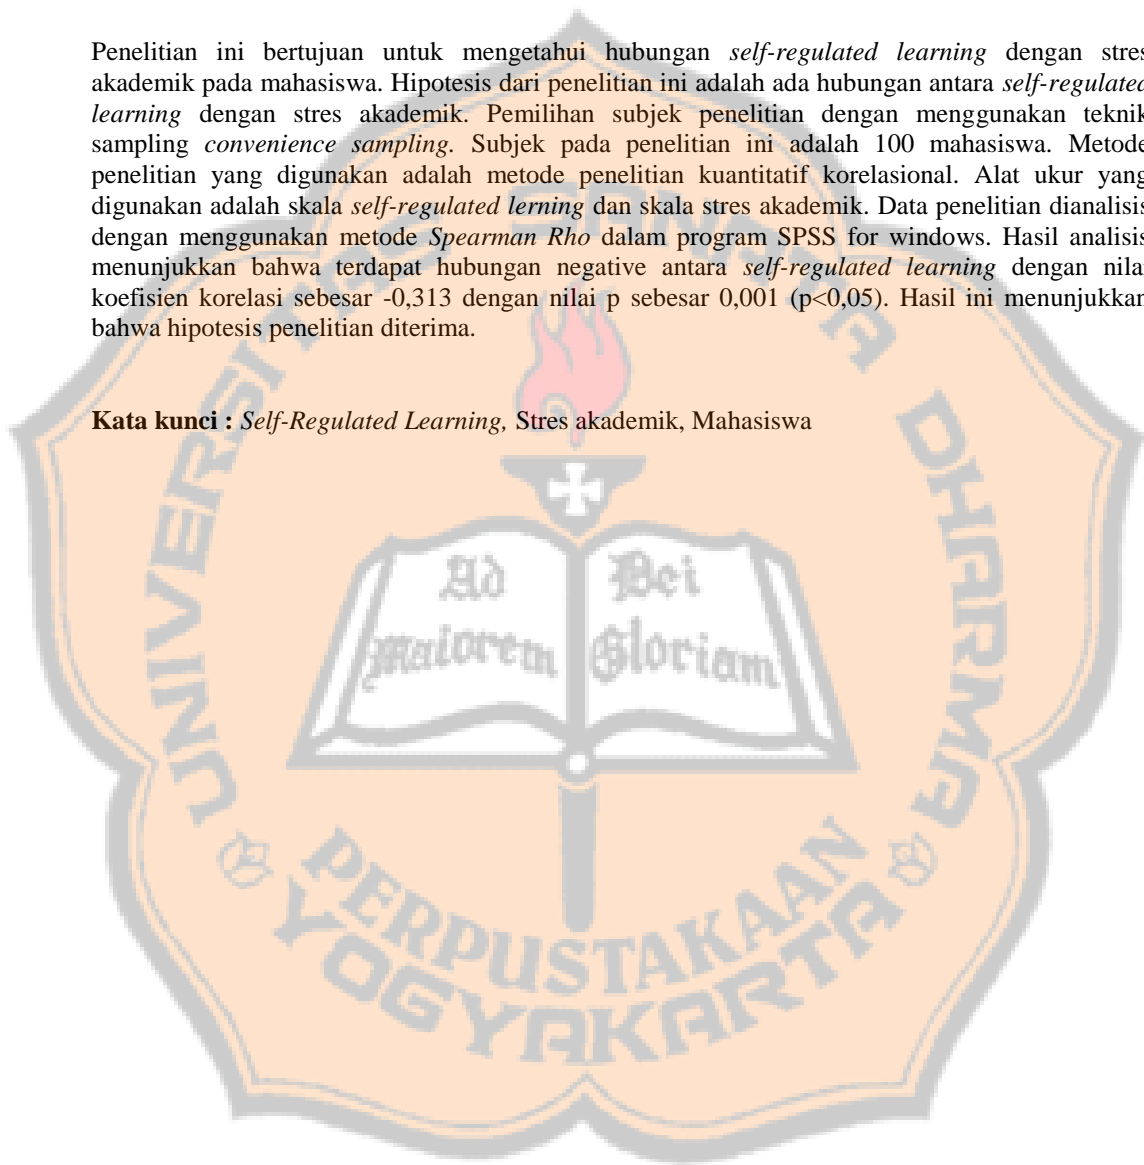 Penelitian ini bertujuan untuk mengetahui hubungan self-regulated learning dengan stres
akademik pada mahasiswa. Hipotesis dari penelitian ini adalah ada hubungan antara self-regulated
learning dengan stres akademik. Pemilihan subjek penelitian dengan menggunakan teknik
sampling convenience sampling. Subjek pada penelitian ini adalah 100 mahasiswa. Metode
penelitian yang digunakan adalah metode penelitian kuantitatif korelasional. Alat ukur yang
digunakan adalah skala self-regulated lerning dan skala stres akademik. Data penelitian dianalisis
dengan menggunakan metode Spearman Rho dalam program SPSS for windows. Hasil analisis
menunjukkan bahwa terdapat hubungan negative antara self-regulated learning dengan nilai
koefisien korelasi sebesar -0,313 dengan nilai p sebesar 0,001 (p<0,05). Hasil ini menunjukkan
bahwa hipotesis penelitian diterima.
Kata kunci : Self-Regulated Learning, Stres akademik, Mahasiswa
UNIVERSITAS SANATA DHARMA
Ad Dei
Maiorem Gloriam
PERPUSTAKAAN
YOGYAKARTA